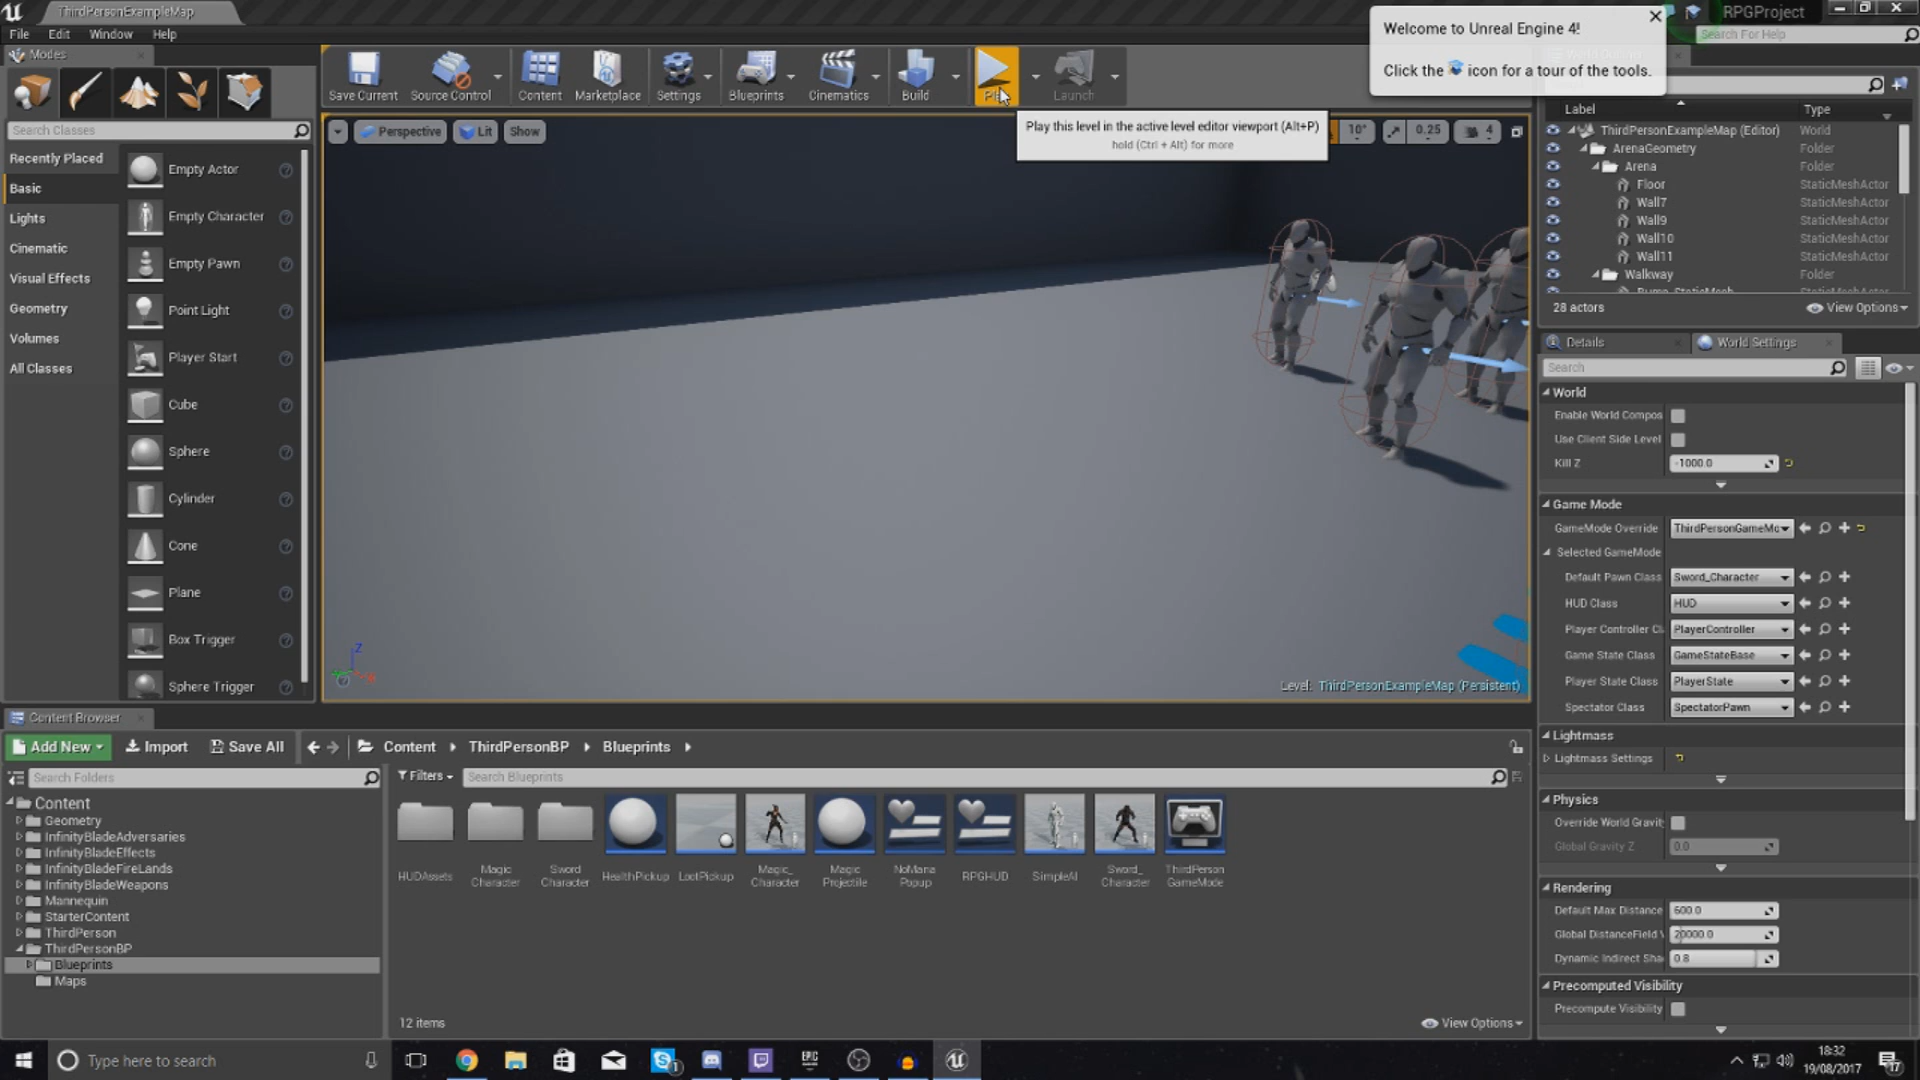 ThirdPersonExampleMap
RPGProject
File Edit Window Help
Search For Help
Welcome to Unreal Engine 4!
Click the icon for a tour of the tools.
Modes
Save Current Source Control Content Marketplace Settings Blueprints Cinematics Build Launch
Play this level in the active level editor viewport (Alt+P)
hold (Ctrl + Alt) for more
Search Classes
Recently Placed
Basic
Lights
Cinematic
Visual Effects
Geometry
Volumes
All Classes
Empty Actor
Empty Character
Empty Pawn
Point Light
Player Start
Cube
Sphere
Cylinder
Cone
Plane
Box Trigger
Sphere Trigger
Perspective Lit Show
10° 0.25 4
Level: ThirdPersonExampleMap (Persistent)
Label Type
ThirdPersonExampleMap (Editor) World
ArenaGeometry Folder
Arena Folder
Floor StaticMeshActor
Wall7 StaticMeshActor
Wall9 StaticMeshActor
Wall10 StaticMeshActor
Wall11 StaticMeshActor
Walkway Folder
28 actors View Options
Details World Settings
Search
World
Enable World Compos
Use Client Side Level
Kill Z -1000.0
Game Mode
GameMode Override ThirdPersonGameMo
Selected GameMode
Default Pawn Class Sword_Character
HUD Class HUD
Player Controller Cl PlayerController
Game State Class GameStateBase
Player State Class PlayerState
Spectator Class SpectatorPawn
Lightmass
Lightmass Settings
Physics
Override World Gravit
Global Gravity Z 0.0
Rendering
Default Max Distance 600.0
Global DistanceField V 20000.0
Dynamic Indirect Sha 0.8
Precomputed Visibility
Precompute Visibility
Content Browser
Add New Import Save All Content ThirdPersonBP Blueprints
Search Folders
Filters Search Blueprints
Content
Geometry
InfinityBladeAdversaries
InfinityBladeEffects
InfinityBladeFireLands
InfinityBladeWeapons
Mannequin
StarterContent
ThirdPerson
ThirdPersonBP
Blueprints
Maps
HUDAssets
Magic
Character
Sword
Character
HealthPickup
LootPickup
Magic_
Character
Magic
Projectile
NoMana
Popup
RPGHUD
SimpleAI
Sword_
Character
ThirdPerson
GameMode
12 items View Options
Type here to search
EPIC
1
18:32
19/08/2017
17